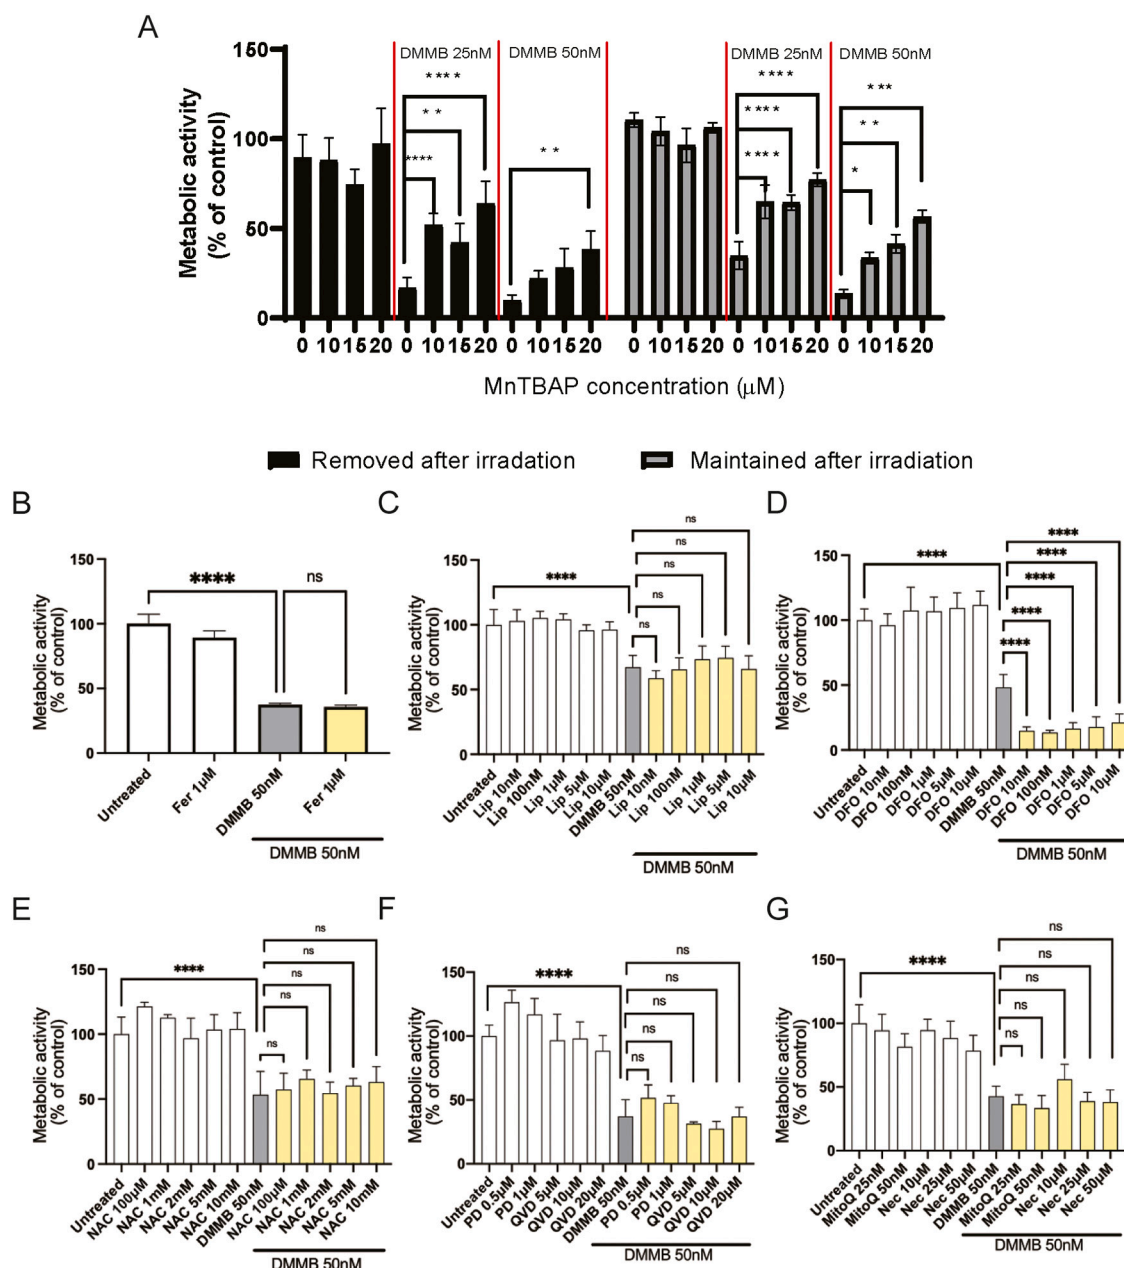 A
Metabolic activity
(% of control)
150
100
50
0
DMMB 25nM
DMMB 50nM
DMMB 25nM
DMMB 50nM
****
**
****
**
****
****
****
***
**
*
0 10 15 20 0 10 15 20 0 10 15 20 0 10 15 20 0 10 15 20 0 10 15 20
MnTBAP concentration (μM)
Removed after irradation
Maintained after irradiation
B
Metabolic activity
(% of control)
150
100
50
0
****
ns
Untreated
Fer 1μM
DMMB 50nM
Fer 1μM
DMMB 50nM
C
Metabolic activity
(% of control)
150
100
50
0
****
ns
ns
ns
ns
ns
Untreated
Lip 10nM
Lip 100nM
Lip 1μM
Lip 5μM
Lip 10μM
DMMB 50nM
Lip 10nM
Lip 100nM
Lip 1μM
Lip 5μM
Lip 10μM
DMMB 50nM
D
Metabolic activity
(% of control)
150
100
50
0
****
****
****
****
****
****
Untreated
DFO 10nM
DFO 100nM
DFO 1μM
DFO 5μM
DFO 10μM
DMMB 50nM
DFO 10nM
DFO 100nM
DFO 1μM
DFO 5μM
DFO 10μM
DMMB 50nM
E
Metabolic activity
(% of control)
150
100
50
0
****
ns
ns
ns
ns
ns
Untreated
NAC 100μM
NAC 1mM
NAC 2mM
NAC 5mM
NAC 10mM
DMMB 50nM
NAC 100μM
NAC 1mM
NAC 2mM
NAC 5mM
NAC 10mM
DMMB 50nM
F
Metabolic activity
(% of control)
150
100
50
0
****
ns
ns
ns
ns
ns
Untreated
PD 0.5μM
PD 1μM
QVD 5μM
QVD 10μM
QVD 20μM
DMMB 50nM
PD 0.5μM
PD 1μM
QVD 5μM
QVD 10μM
QVD 20μM
DMMB 50nM
G
Metabolic activity
(% of control)
150
100
50
0
****
ns
ns
ns
ns
ns
Untreated
MitoQ 25nM
MitoQ 50nM
Nec 10μM
Nec 25μM
Nec 50μM
DMMB 50nM
MitoQ 25nM
MitoQ 50nM
Nec 10μM
Nec 25μM
Nec 50μM
DMMB 50nM